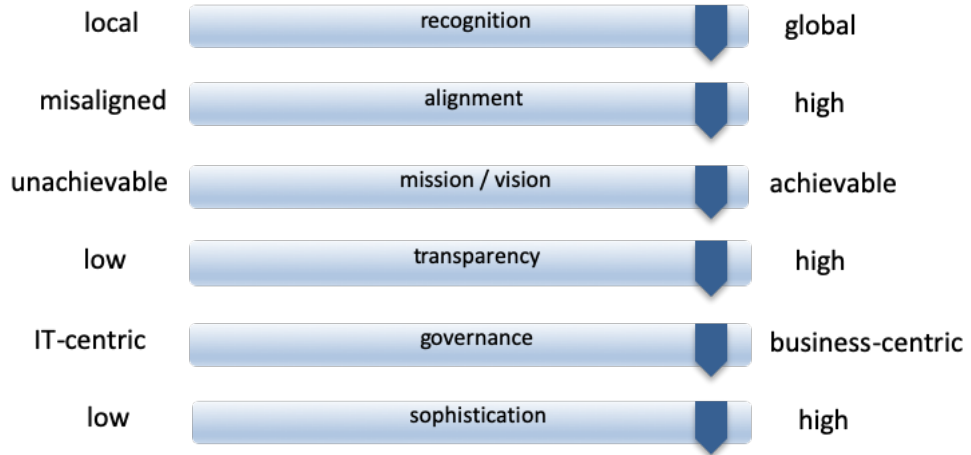 local recognition global
misaligned alignment high
unachievable mission / vision achievable
low transparency high
IT-centric governance business-centric
low sophistication high